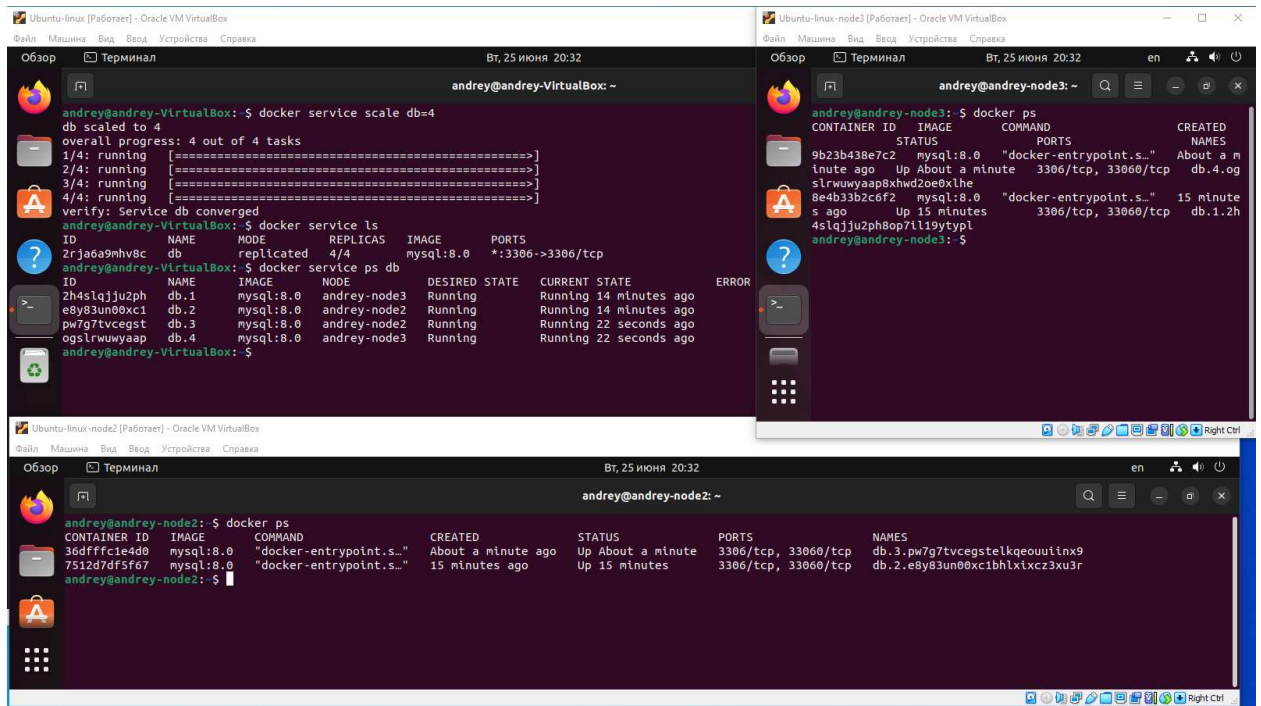 Ubuntu-linux [Работает] - Oracle VM VirtualBox
Файл Машина Вид Ввод Устройства Справка
Обзор Терминал Вт, 25 июня 20:32
andrey@andrey-VirtualBox: ~
andrey@andrey-VirtualBox:~$ docker service scale db=4
db scaled to 4
overall progress: 4 out of 4 tasks
1/4: running [==================================================>]
2/4: running [==================================================>]
3/4: running [==================================================>]
4/4: running [==================================================>]
verify: Service db converged
andrey@andrey-VirtualBox:~$ docker service ls
ID NAME MODE REPLICAS IMAGE PORTS
2rja6a9mhv8c db replicated 4/4 mysql:8.0 *:3306->3306/tcp
andrey@andrey-VirtualBox:~$ docker service ps db
ID NAME IMAGE NODE DESIRED STATE CURRENT STATE ERROR
2h4slqjju2ph db.1 mysql:8.0 andrey-node3 Running Running 14 minutes ago
e8y83un00xc1 db.2 mysql:8.0 andrey-node2 Running Running 14 minutes ago
pw7g7tvcegst db.3 mysql:8.0 andrey-node2 Running Running 22 seconds ago
ogslrwuwyaap db.4 mysql:8.0 andrey-node3 Running Running 22 seconds ago
andrey@andrey-VirtualBox:~$
Ubuntu-linux-node3 [Работает] - Oracle VM VirtualBox
Файл Машина Вид Ввод Устройства Справка
Обзор Терминал Вт, 25 июня 20:32 en
andrey@andrey-node3: ~
andrey@andrey-node3:~$ docker ps
CONTAINER ID IMAGE COMMAND CREATED
STATUS PORTS NAMES
9b23b438e7c2 mysql:8.0 "docker-entrypoint.s…" About a m
inute ago Up About a minute 3306/tcp, 33060/tcp db.4.og
slrwuwyaap8xhwd2oe0xlhe
8e4b33b2c6f2 mysql:8.0 "docker-entrypoint.s…" 15 minute
s ago Up 15 minutes 3306/tcp, 33060/tcp db.1.2h
4slqjju2ph8op7il19ytypl
andrey@andrey-node3:~$
Right Ctrl
Ubuntu-linux-node2 [Работает] - Oracle VM VirtualBox
Файл Машина Вид Ввод Устройства Справка
Обзор Терминал Вт, 25 июня 20:32 en
andrey@andrey-node2: ~
andrey@andrey-node2:~$ docker ps
CONTAINER ID IMAGE COMMAND CREATED STATUS PORTS NAMES
36dfffc1e4d0 mysql:8.0 "docker-entrypoint.s…" About a minute ago Up About a minute 3306/tcp, 33060/tcp db.3.pw7g7tvcegstelkqeouuiinx9
7512d7df5f67 mysql:8.0 "docker-entrypoint.s…" 15 minutes ago Up 15 minutes 3306/tcp, 33060/tcp db.2.e8y83un00xc1bhlxixcz3xu3r
andrey@andrey-node2:~$
Right Ctrl